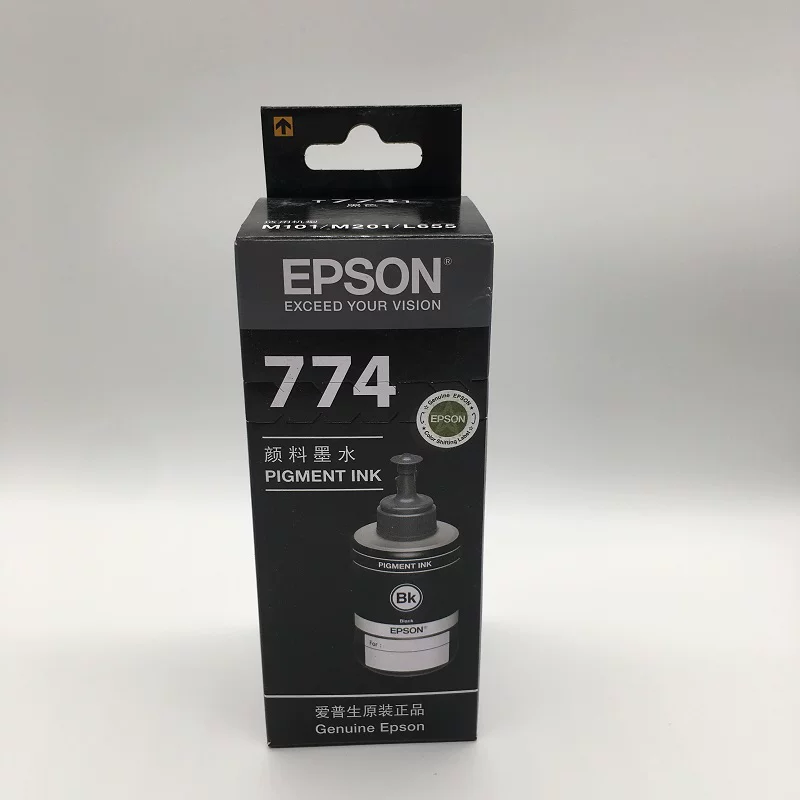 T7741
黑色
适用机型
M101/M201/L655
EPSON®
EXCEED YOUR VISION
774
Genuine EPSON
EPSON
Color Shifting Label
颜料墨水
PIGMENT INK
PIGMENT INK
Bk
Black
EPSON®
For :
爱普生原装正品
Genuine Epson